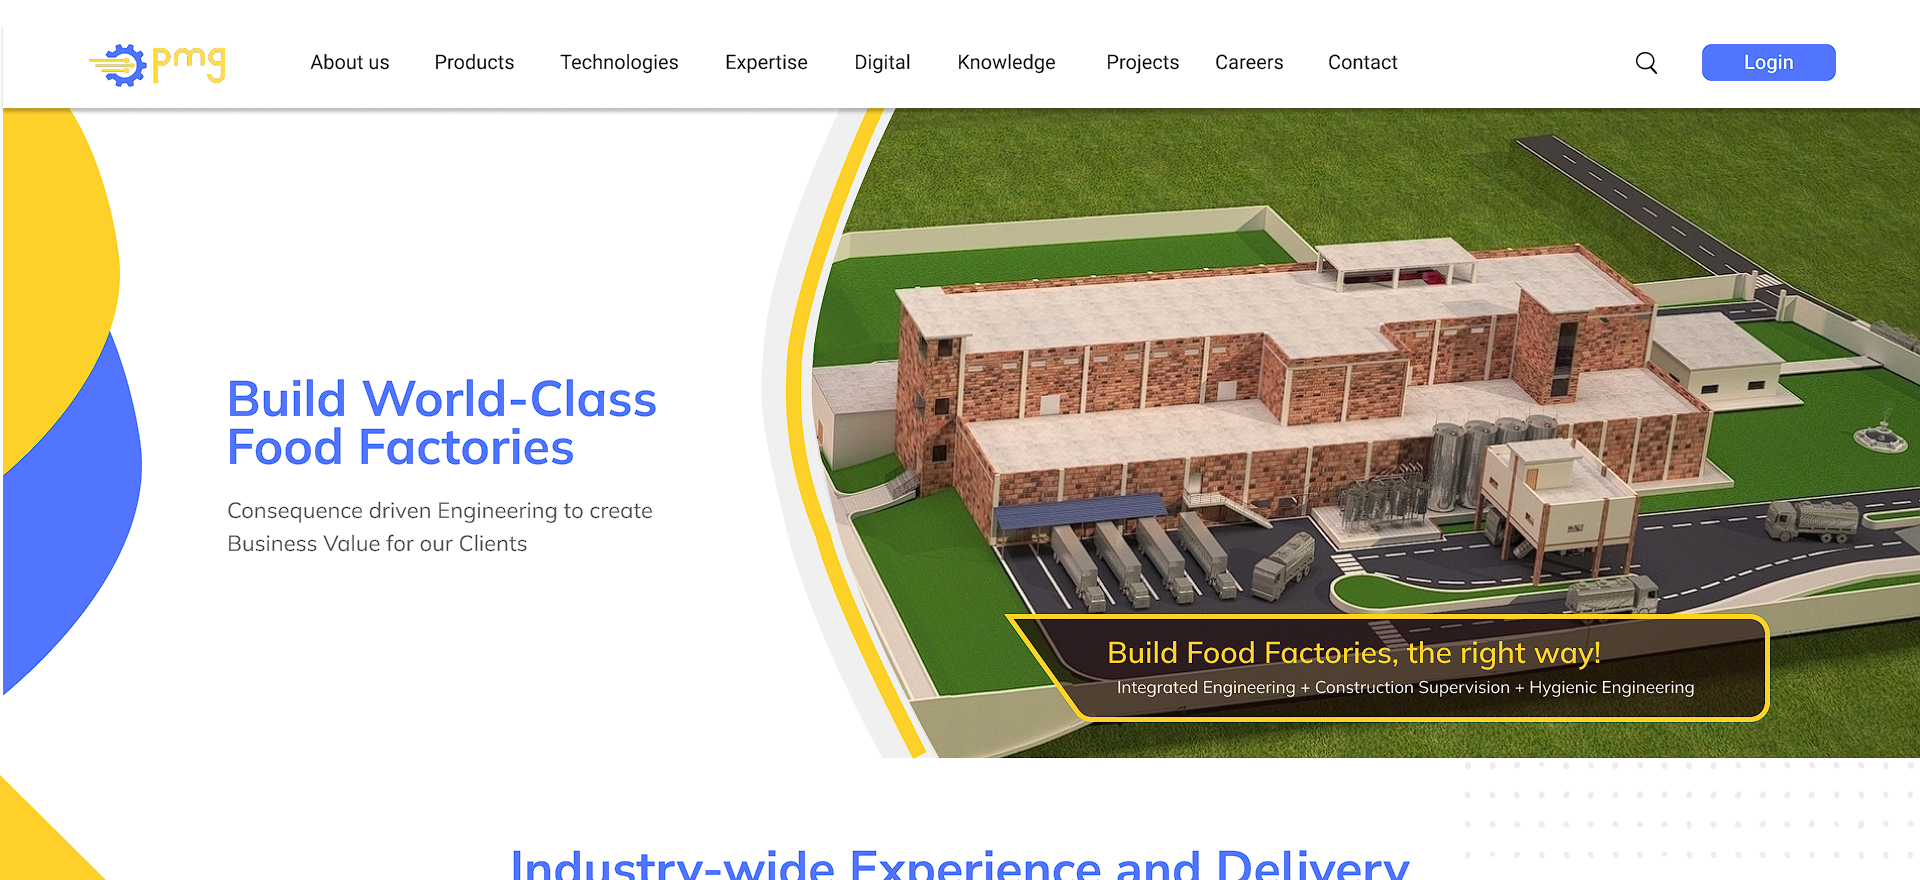 pmg
About us
Products
Technologies
Expertise
Digital
Knowledge
Projects
Careers
Contact
Login
Build World-Class
Food Factories
Consequence driven Engineering to create
Business Value for our Clients
Build Food Factories, the right way!
Integrated Engineering + Construction Supervision + Hygienic Engineering
Industry-wide Experience and Delivery